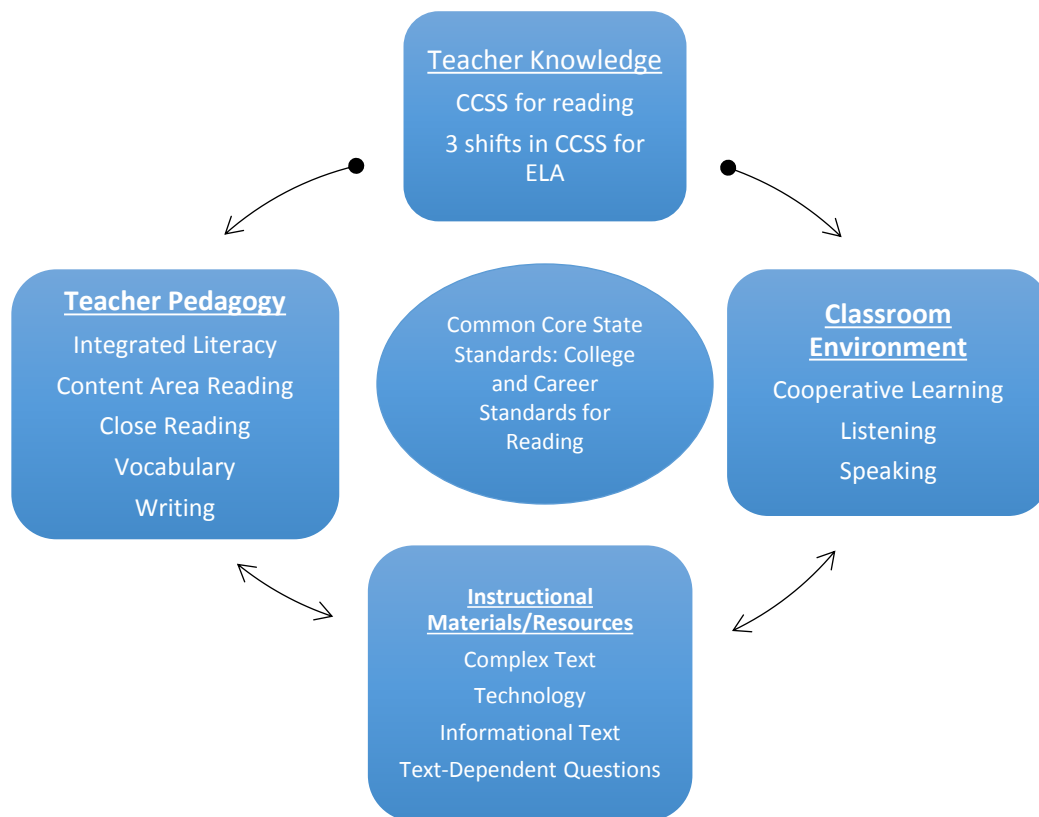 Teacher Knowledge
CCSS for reading
3 shifts in CCSS for
ELA
Teacher Pedagogy
Integrated Literacy
Content Area Reading
Close Reading
Vocabulary
Writing
Common Core State
Standards: College
and Career
Standards for
Reading
Classroom
Environment
Cooperative Learning
Listening
Speaking
Instructional
Materials/Resources
Complex Text
Technology
Informational Text
Text-Dependent Questions